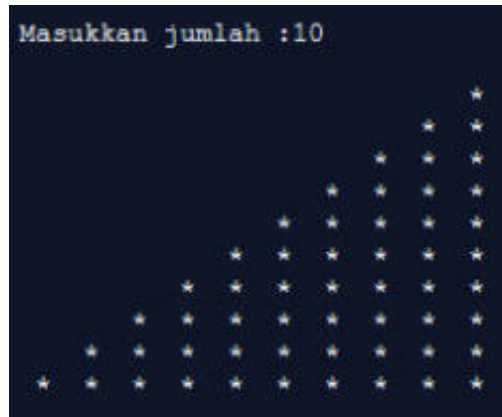 Masukkan jumlah :10
*
* *
* * *
* * * *
* * * * *
* * * * * *
* * * * * * *
* * * * * * * *
* * * * * * * * *
* * * * * * * * * *